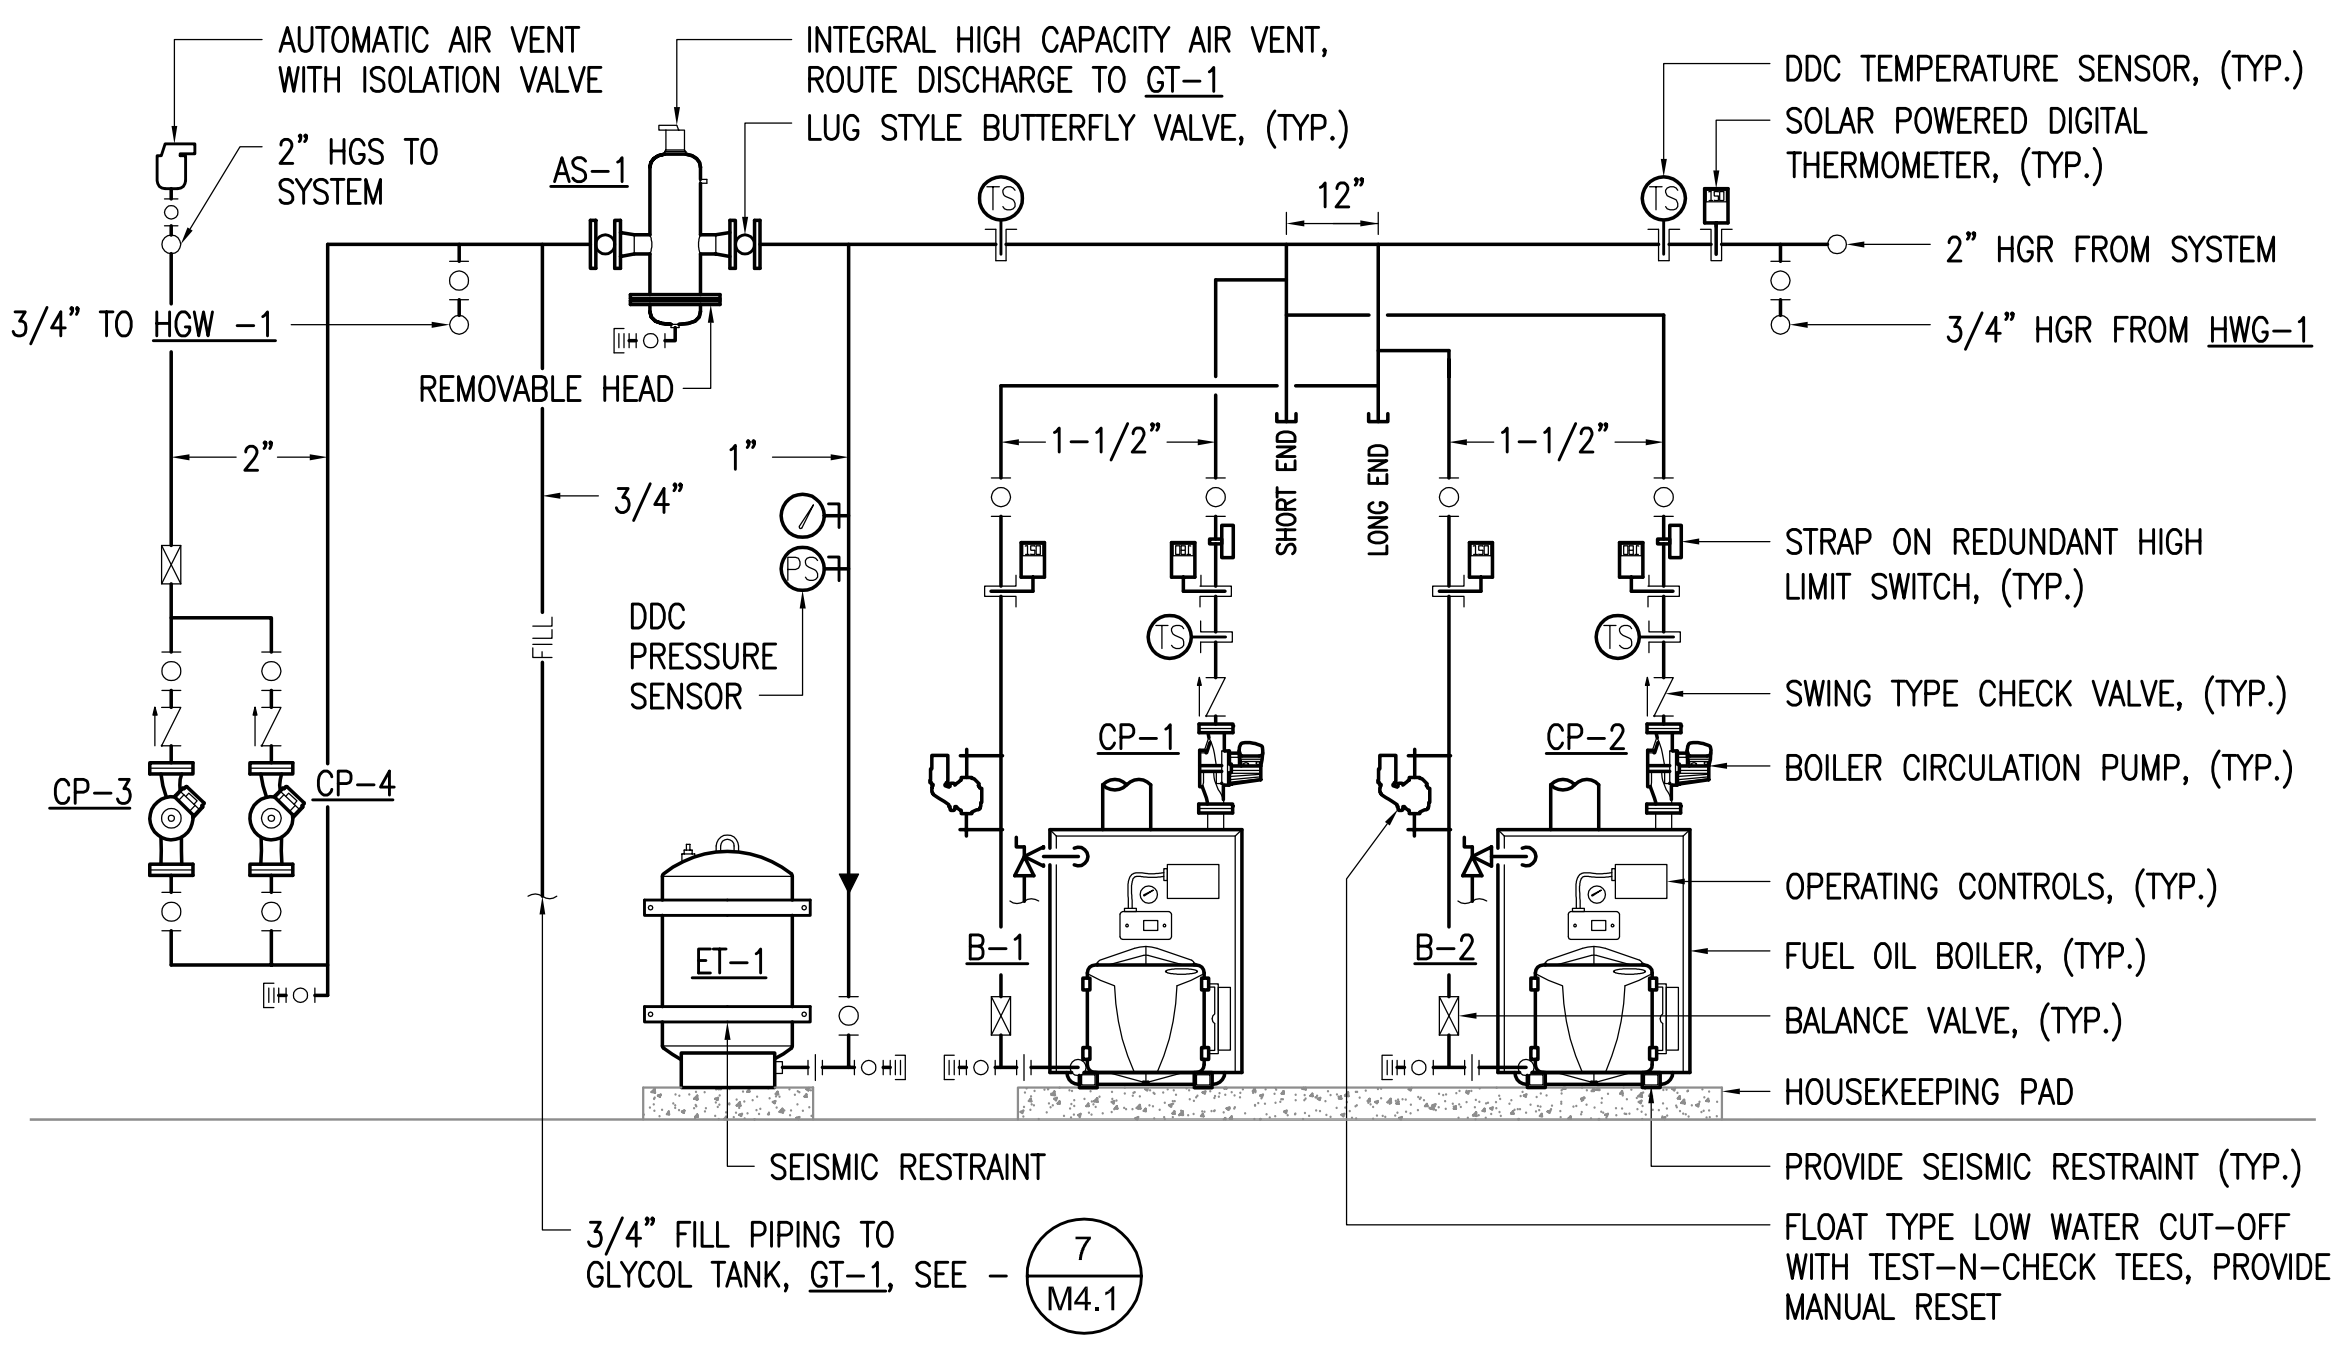 AUTOMATIC AIR VENT
WITH ISOLATION VALVE
2" HGS TO
SYSTEM
INTEGRAL HIGH CAPACITY AIR VENT,
ROUTE DISCHARGE TO GT-1
LUG STYLE BUTTERFLY VALVE, (TYP.)
AS-1
DDC TEMPERATURE SENSOR, (TYP.)
SOLAR POWERED DIGITAL
THERMOMETER, (TYP.)
TS
12"
TS
150
2" HGR FROM SYSTEM
3/4" TO HGW -1
3/4" HGR FROM HWG-1
REMOVABLE HEAD
2"
1"
1-1/2"
1-1/2"
SHORT END
LONG END
3/4"
PS
150
180
150
180
STRAP ON REDUNDANT HIGH
LIMIT SWITCH, (TYP.)
FILL
DDC
PRESSURE
SENSOR
TS
TS
SWING TYPE CHECK VALVE, (TYP.)
CP-1
CP-2
BOILER CIRCULATION PUMP, (TYP.)
CP-3
CP-4
OPERATING CONTROLS, (TYP.)
ET-1
B-1
B-2
FUEL OIL BOILER, (TYP.)
BALANCE VALVE, (TYP.)
HOUSEKEEPING PAD
SEISMIC RESTRAINT
PROVIDE SEISMIC RESTRAINT (TYP.)
3/4" FILL PIPING TO
GLYCOL TANK, GT-1, SEE -
7
M4.1
FLOAT TYPE LOW WATER CUT-OFF
WITH TEST-N-CHECK TEES, PROVIDE
MANUAL RESET